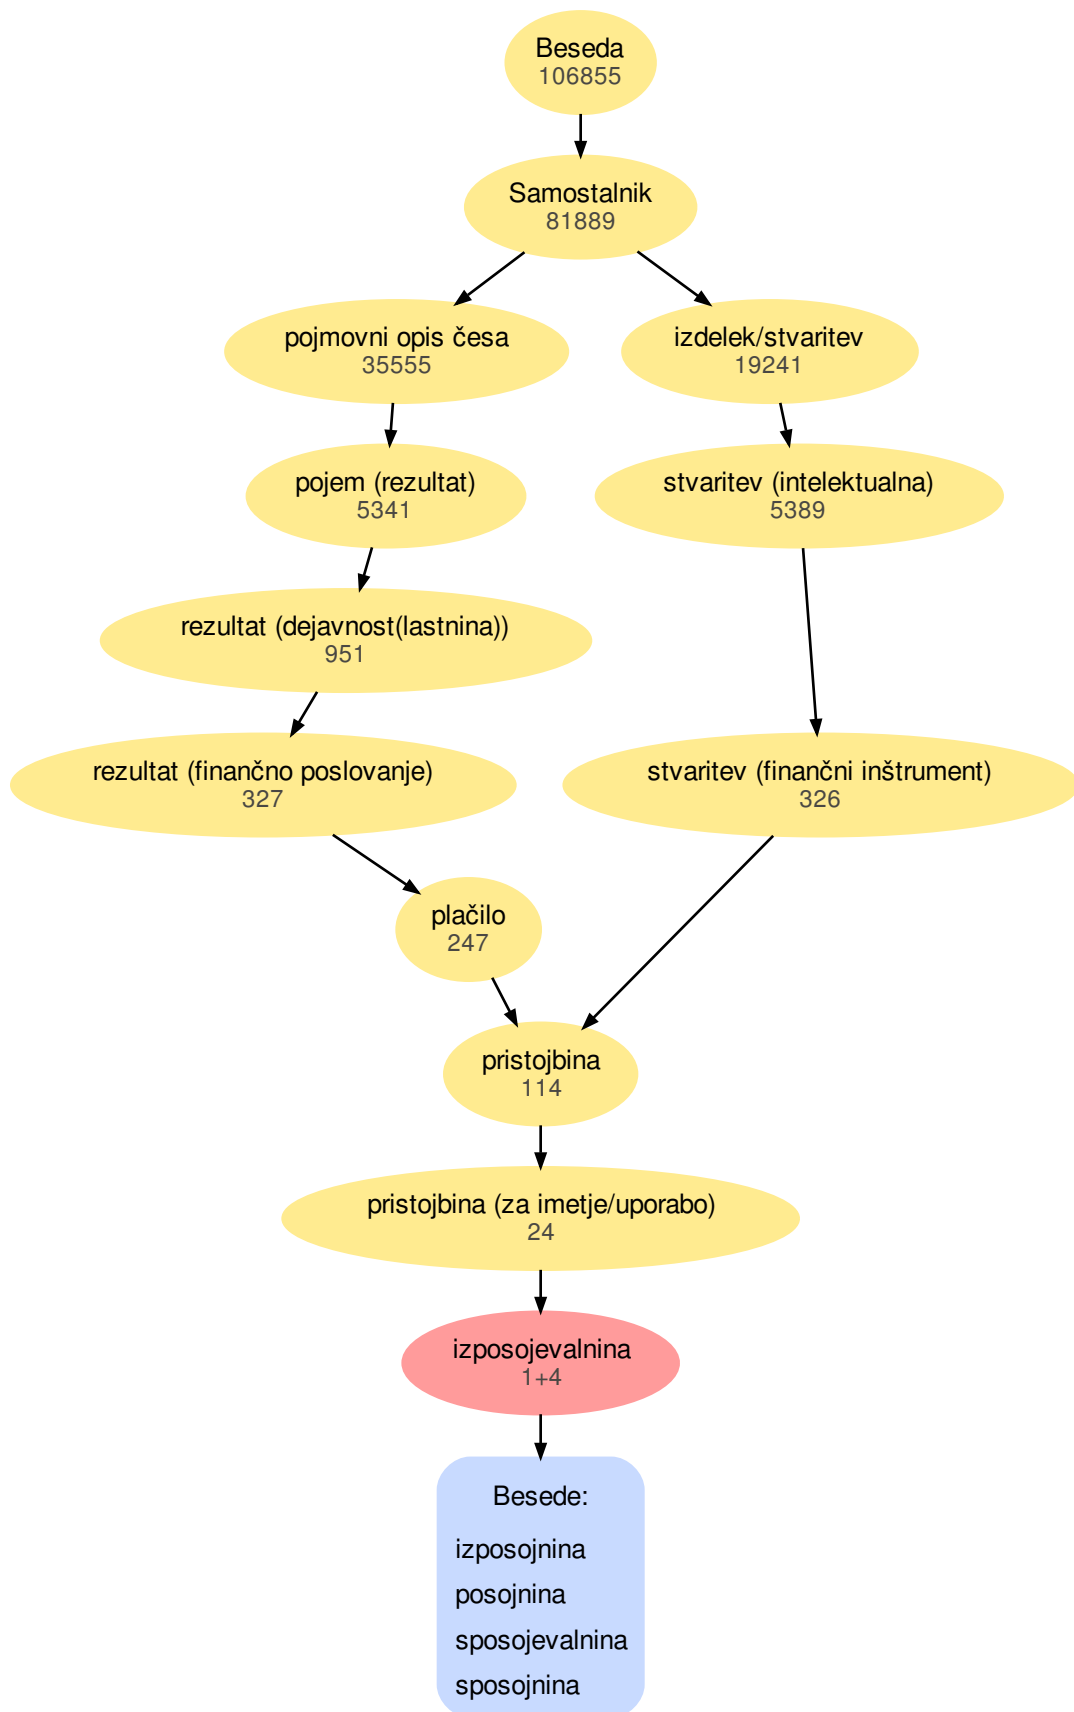 Beseda
106855
Samostalnik
81889
pojmovni opis česa
35555
izdelek/stvaritev
19241
pojem (rezultat)
5341
stvaritev (intelektualna)
5389
rezultat (dejavnost(lastnina))
951
rezultat (finančno poslovanje)
327
stvaritev (finančni inštrument)
326
plačilo
247
pristojbina
114
pristojbina (za imetje/uporabo)
24
izposojevalnina
1+4
Besede:
izposojnina
posojnina
sposojevalnina
sposojnina